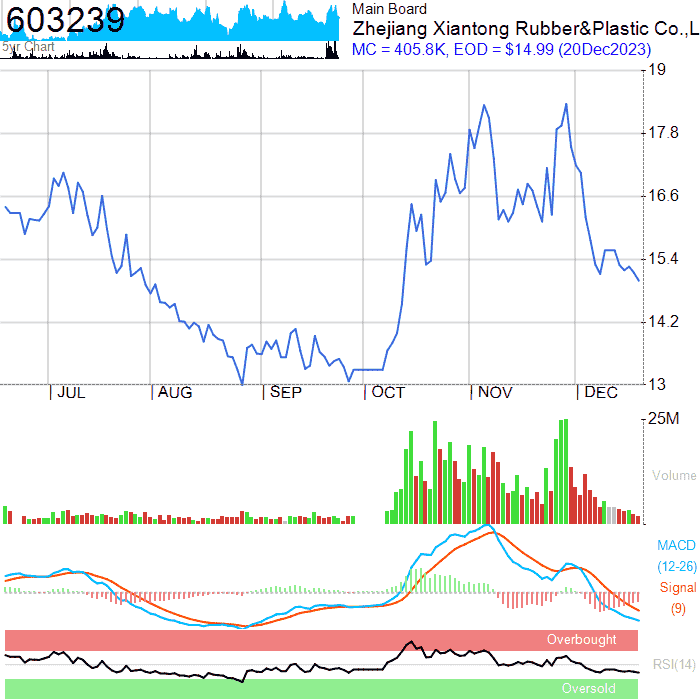 603239
5yr Chart
Main Board
Zhejiang Xiantong Rubber&Plastic Co.,L
MC = 405.8K, EOD = $14.99 (20Dec2023)
19
17.8
16.6
15.4
14.2
13
JUL AUG SEP OCT NOV DEC
25M
Volume
MACD
(12-26)
Signal
(9)
Overbought
RSI(14)
Oversold